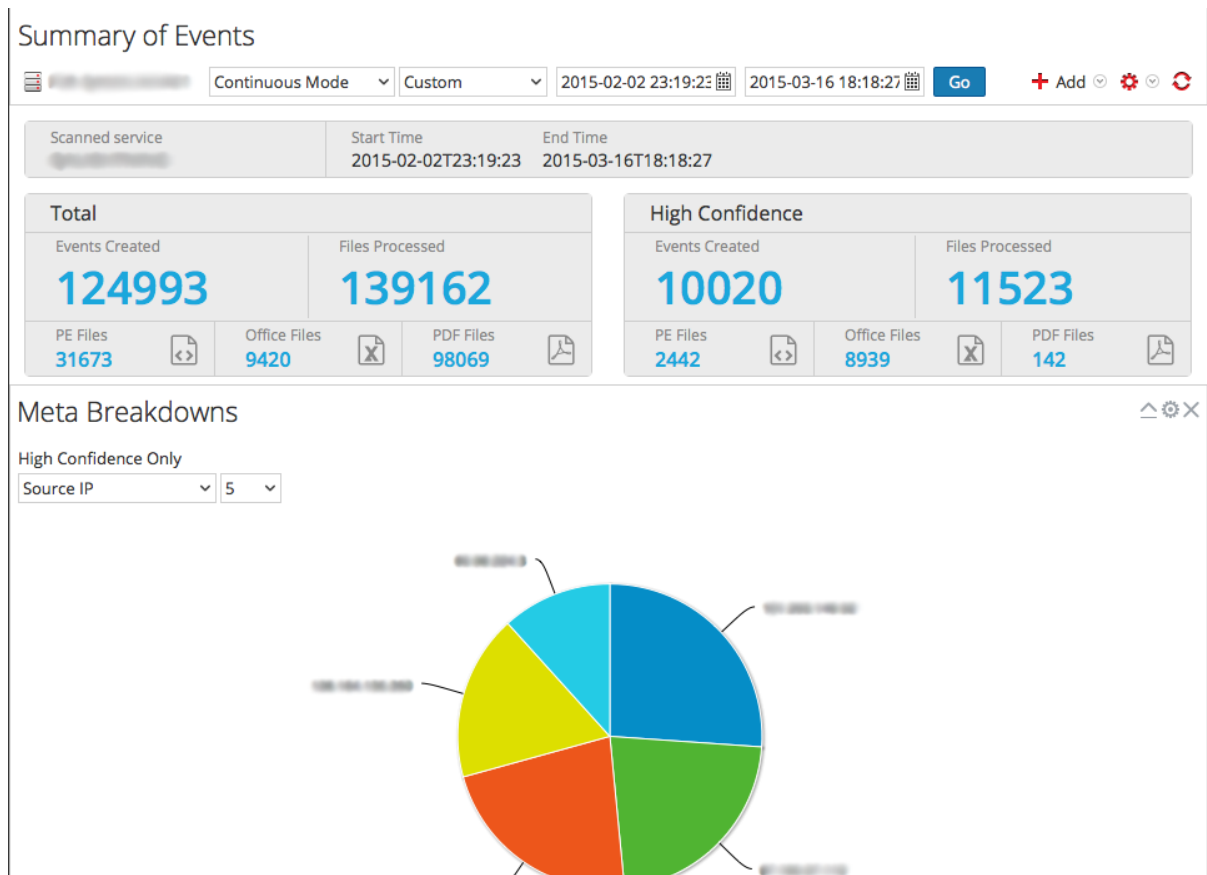 Summary of Events
Continuous Mode Custom 2015-02-02 23:19:23 2015-03-16 18:18:27 Go Add
Scanned service Start Time End Time
2015-02-02T23:19:23 2015-03-16T18:18:27
Total High Confidence
Events Created Files Processed Events Created Files Processed
124993 139162 10020 11523
PE Files Office Files PDF Files PE Files Office Files PDF Files
31673 9420 98069 2442 8939 142
Meta Breakdowns
High Confidence Only
Source IP 5